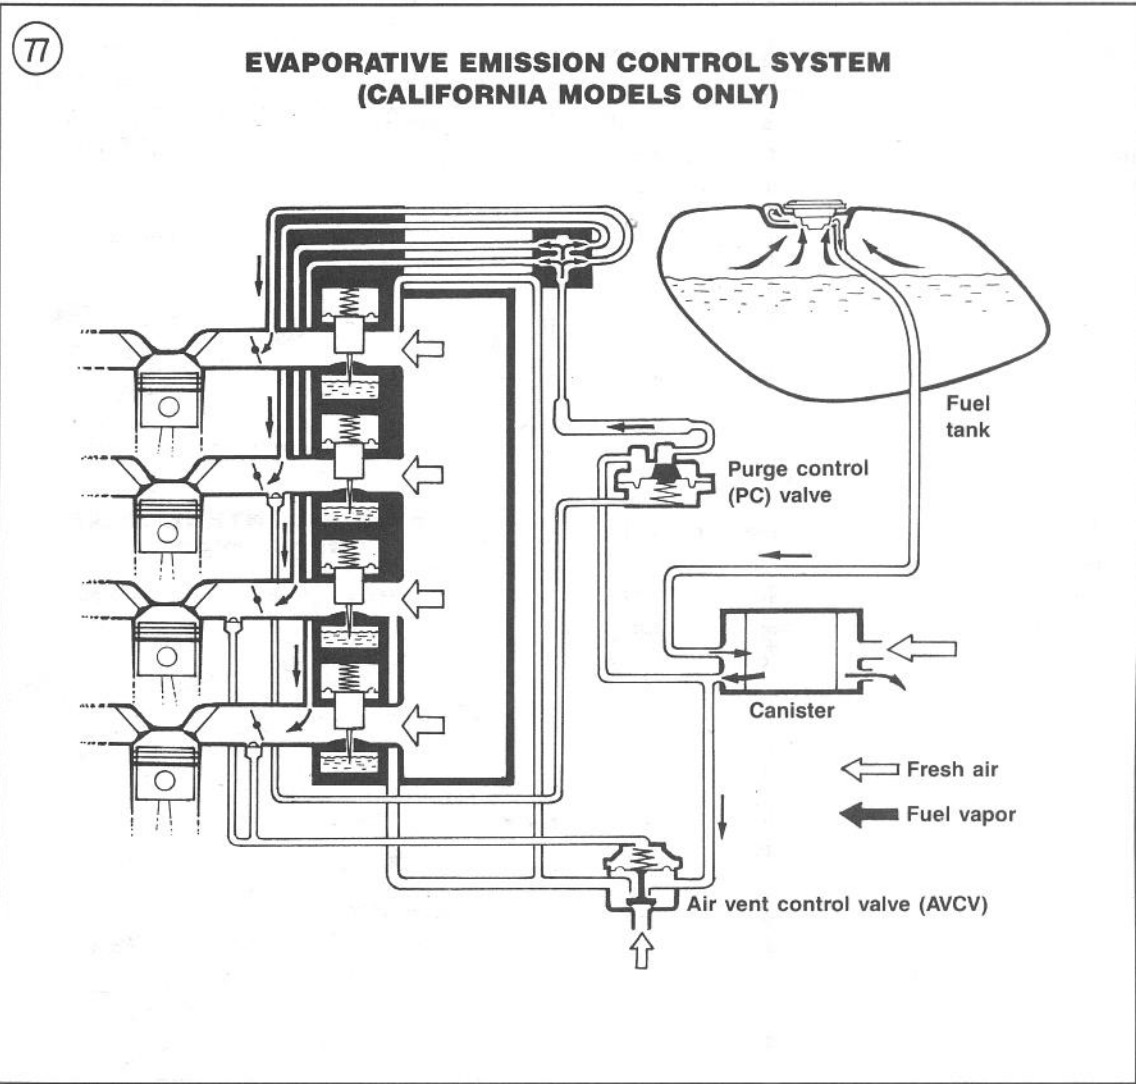 77
EVAPORATIVE EMISSION CONTROL SYSTEM
(CALIFORNIA MODELS ONLY)
Fuel
tank
Purge control
(PC) valve
Canister
Fresh air
Fuel vapor
Air vent control valve (AVCV)